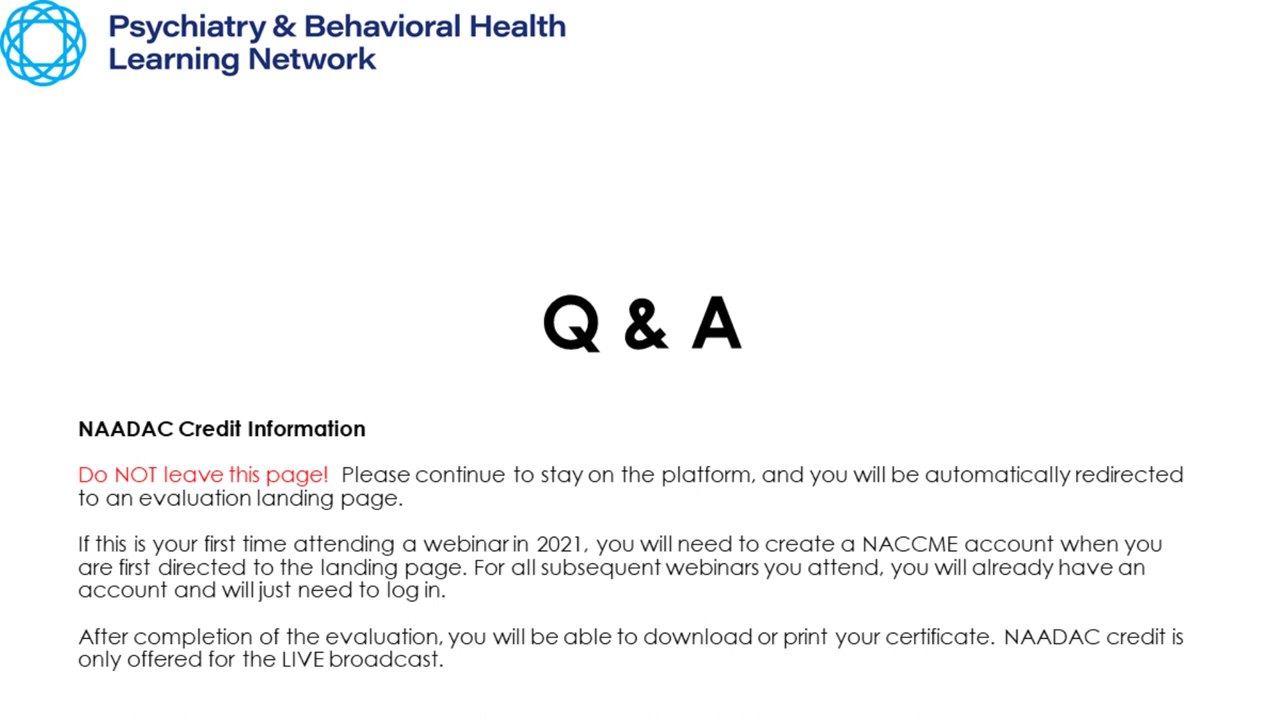 Psychiatry & Behavioral Health
Learning Network
Q & A
NAADAC Credit Information
Do NOT leave this page! Please continue to stay on the platform, and you will be automatically redirected
to an evaluation landing page.
If this is your first time attending a webinar in 2021, you will need to create a NACCME account when you
are first directed to the landing page. For all subsequent webinars you attend, you will already have an
account and will just need to log in.
After completion of the evaluation, you will be able to download or print your certificate. NAADAC credit is
only offered for the LIVE broadcast.